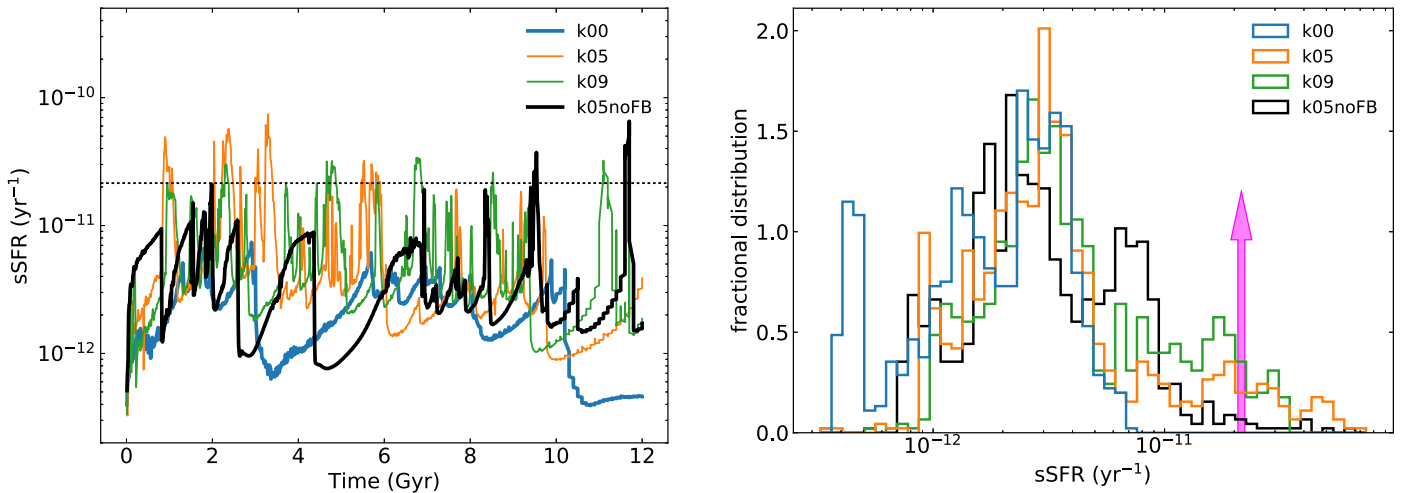 k00
k05
k09
k05noFB
10⁻¹⁰
10⁻¹¹
10⁻¹²
sSFR (yr⁻¹)
0 2 4 6 8 10 12
Time (Gyr)
k00
k05
k09
k05noFB
2.0
1.5
1.0
0.5
0.0
fractional distribution
10⁻¹² 10⁻¹¹
sSFR (yr⁻¹)